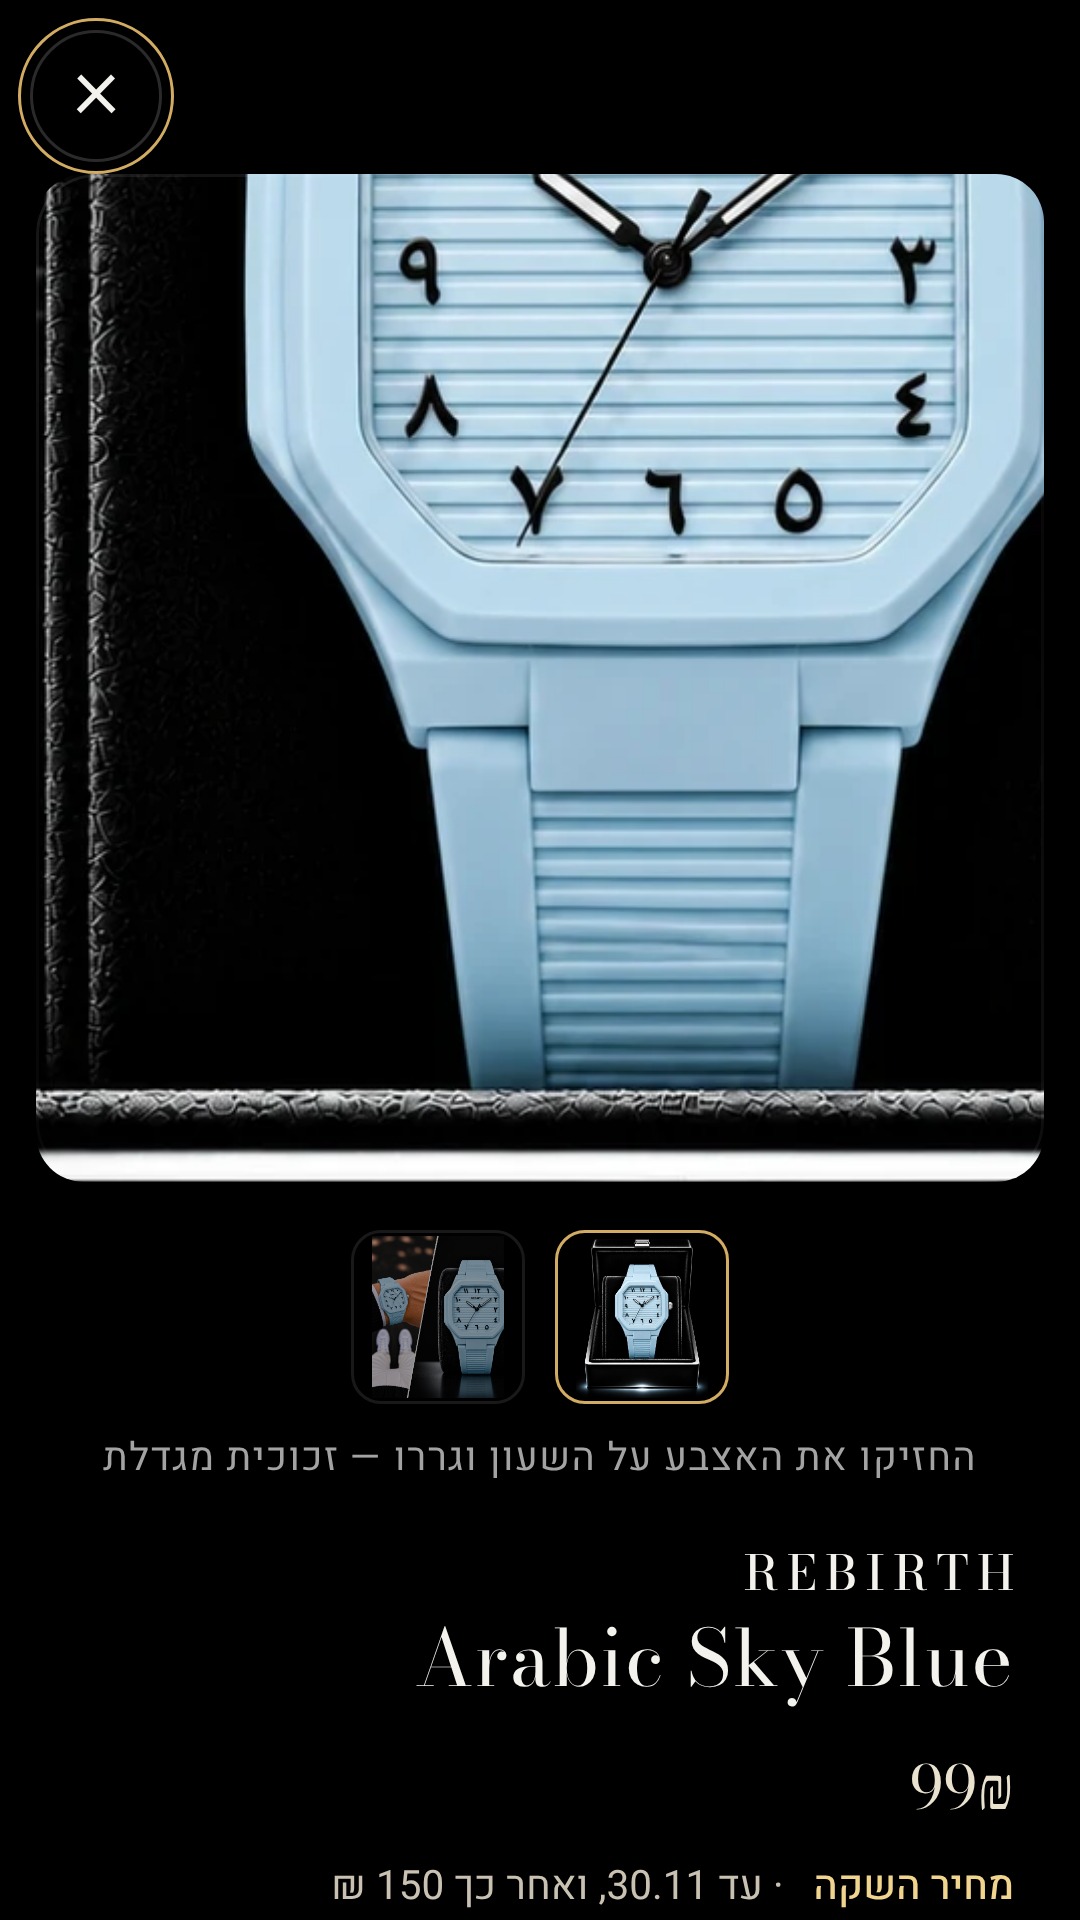 ٩ ٣
٨ ٤
٧ ٦ ٥
החזיקו את האצבע על השעון וגררו — זכוכית מגדלת
REBIRTH
Arabic Sky Blue
99₪
מחיר השקה · עד 30.11, ואחר כך 150 ₪